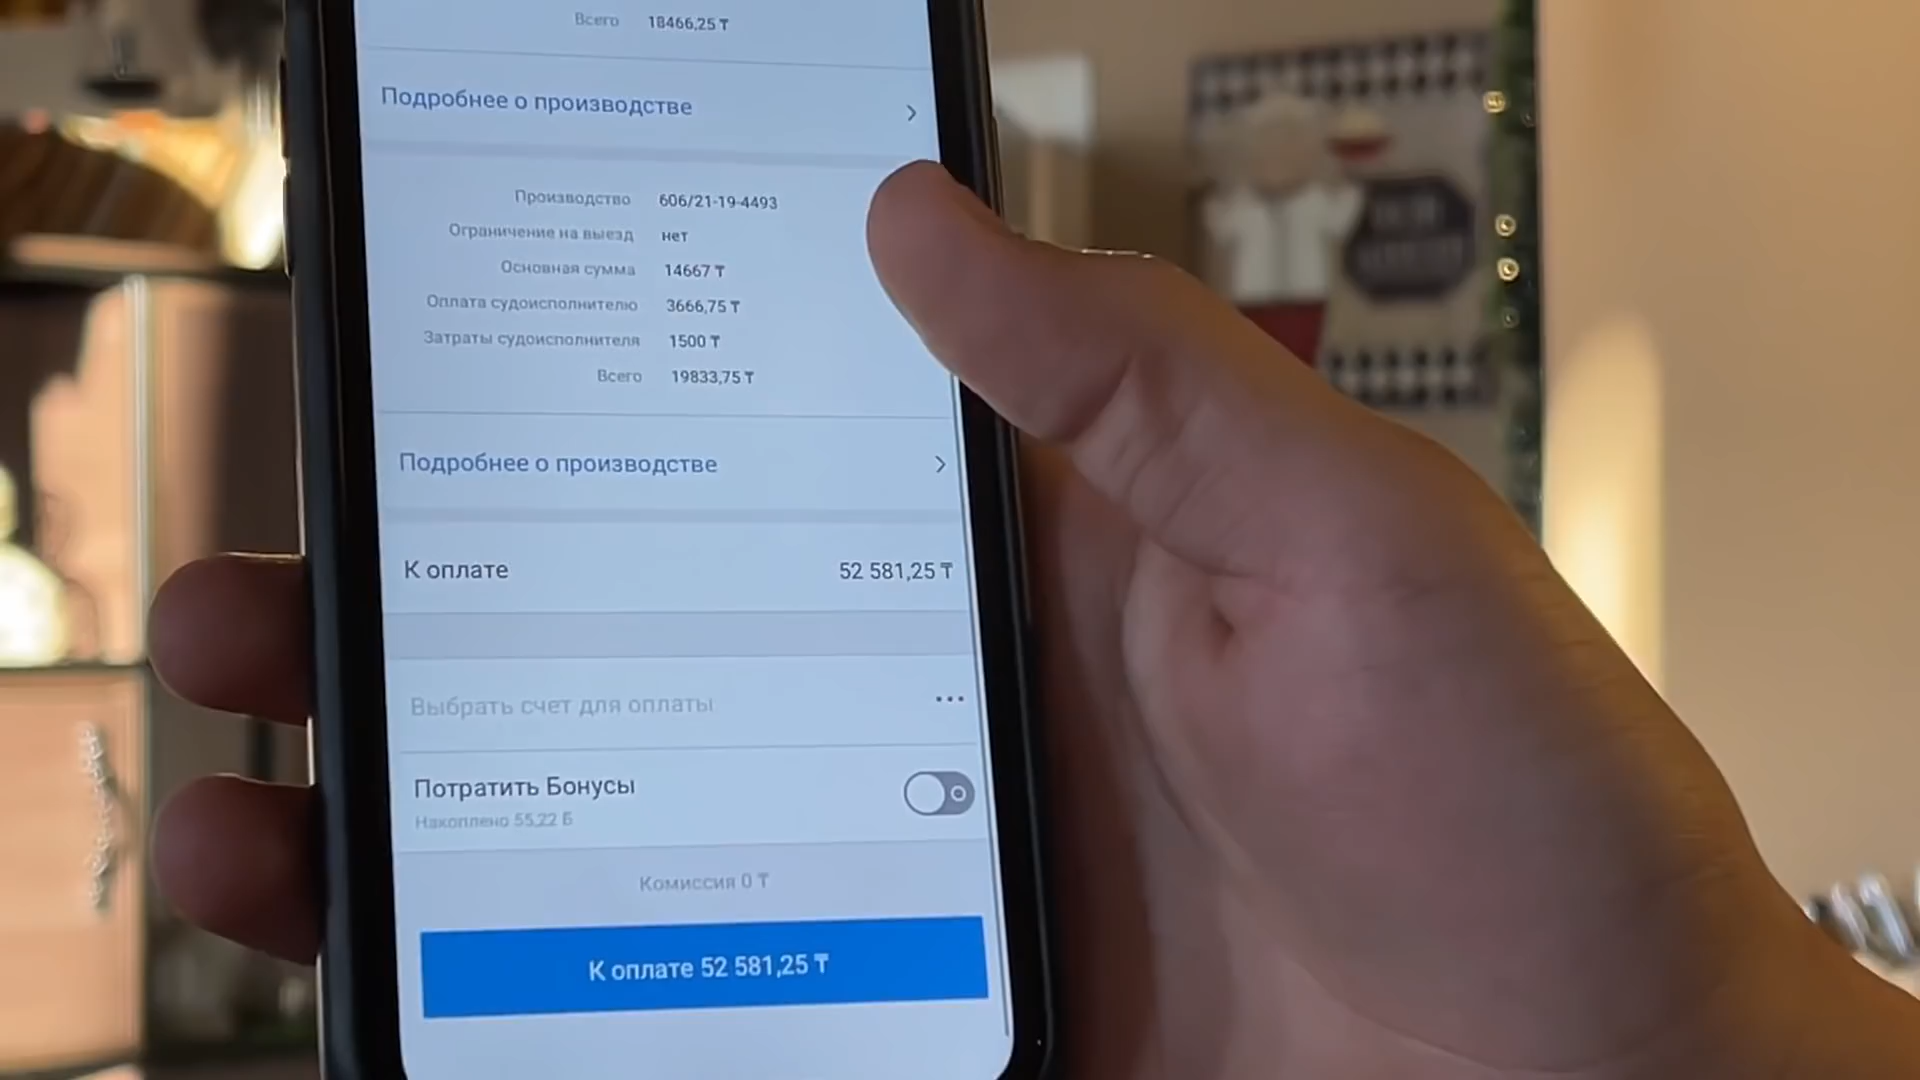 Всего 18466,25 ₸
Подробнее о производстве
Производство 606/21-19-4493
Ограничение на выезд нет
Основная сумма 14667 ₸
Оплата судоисполнителю 3666,75 ₸
Затраты судоисполнителя 1500 ₸
Всего 19833,75 ₸
Подробнее о производстве
К оплате 52 581,25 ₸
Выбрать счет для оплаты
Потратить Бонусы
Накоплено 55,22 Б
Комиссия 0 ₸
К оплате 52 581,25 ₸